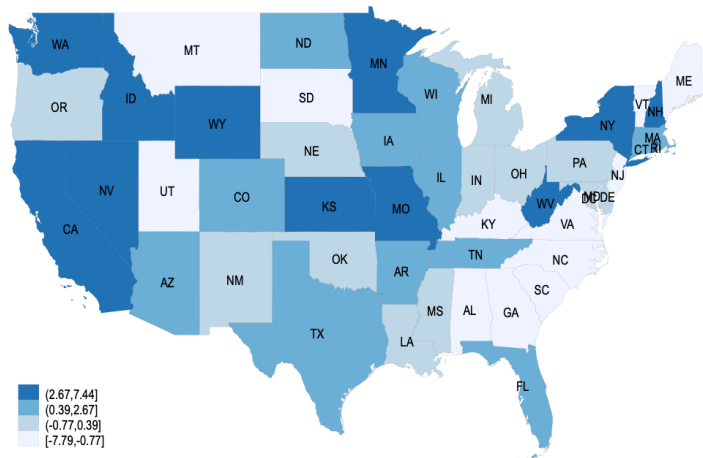 WA
MT
ND
MN
ME
OR
ID
SD
WI
MI
VT
NH
WY
NY
MA
CT
RI
NE
IA
PA
NJ
NV
UT
CO
IL
IN
OH
MD
DE
DC
CA
KS
MO
WV
KY
VA
AZ
NM
OK
AR
TN
NC
SC
TX
LA
MS
AL
GA
FL
(2.67,7.44]
(0.39,2.67]
(-0.77,0.39]
[-7.79,-0.77]